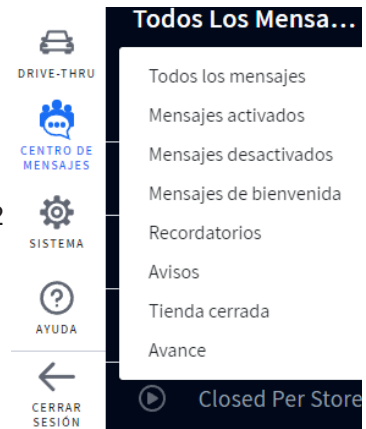 Todos Los Mensa...
DRIVE-THRU
CENTRO DE
MENSAJES
2
SISTEMA
AYUDA
CERRAR
SESIÓN
Todos los mensajes
Mensajes activados
Mensajes desactivados
Mensajes de bienvenida
Recordatorios
Avisos
Tienda cerrada
Avance
Closed Per Store